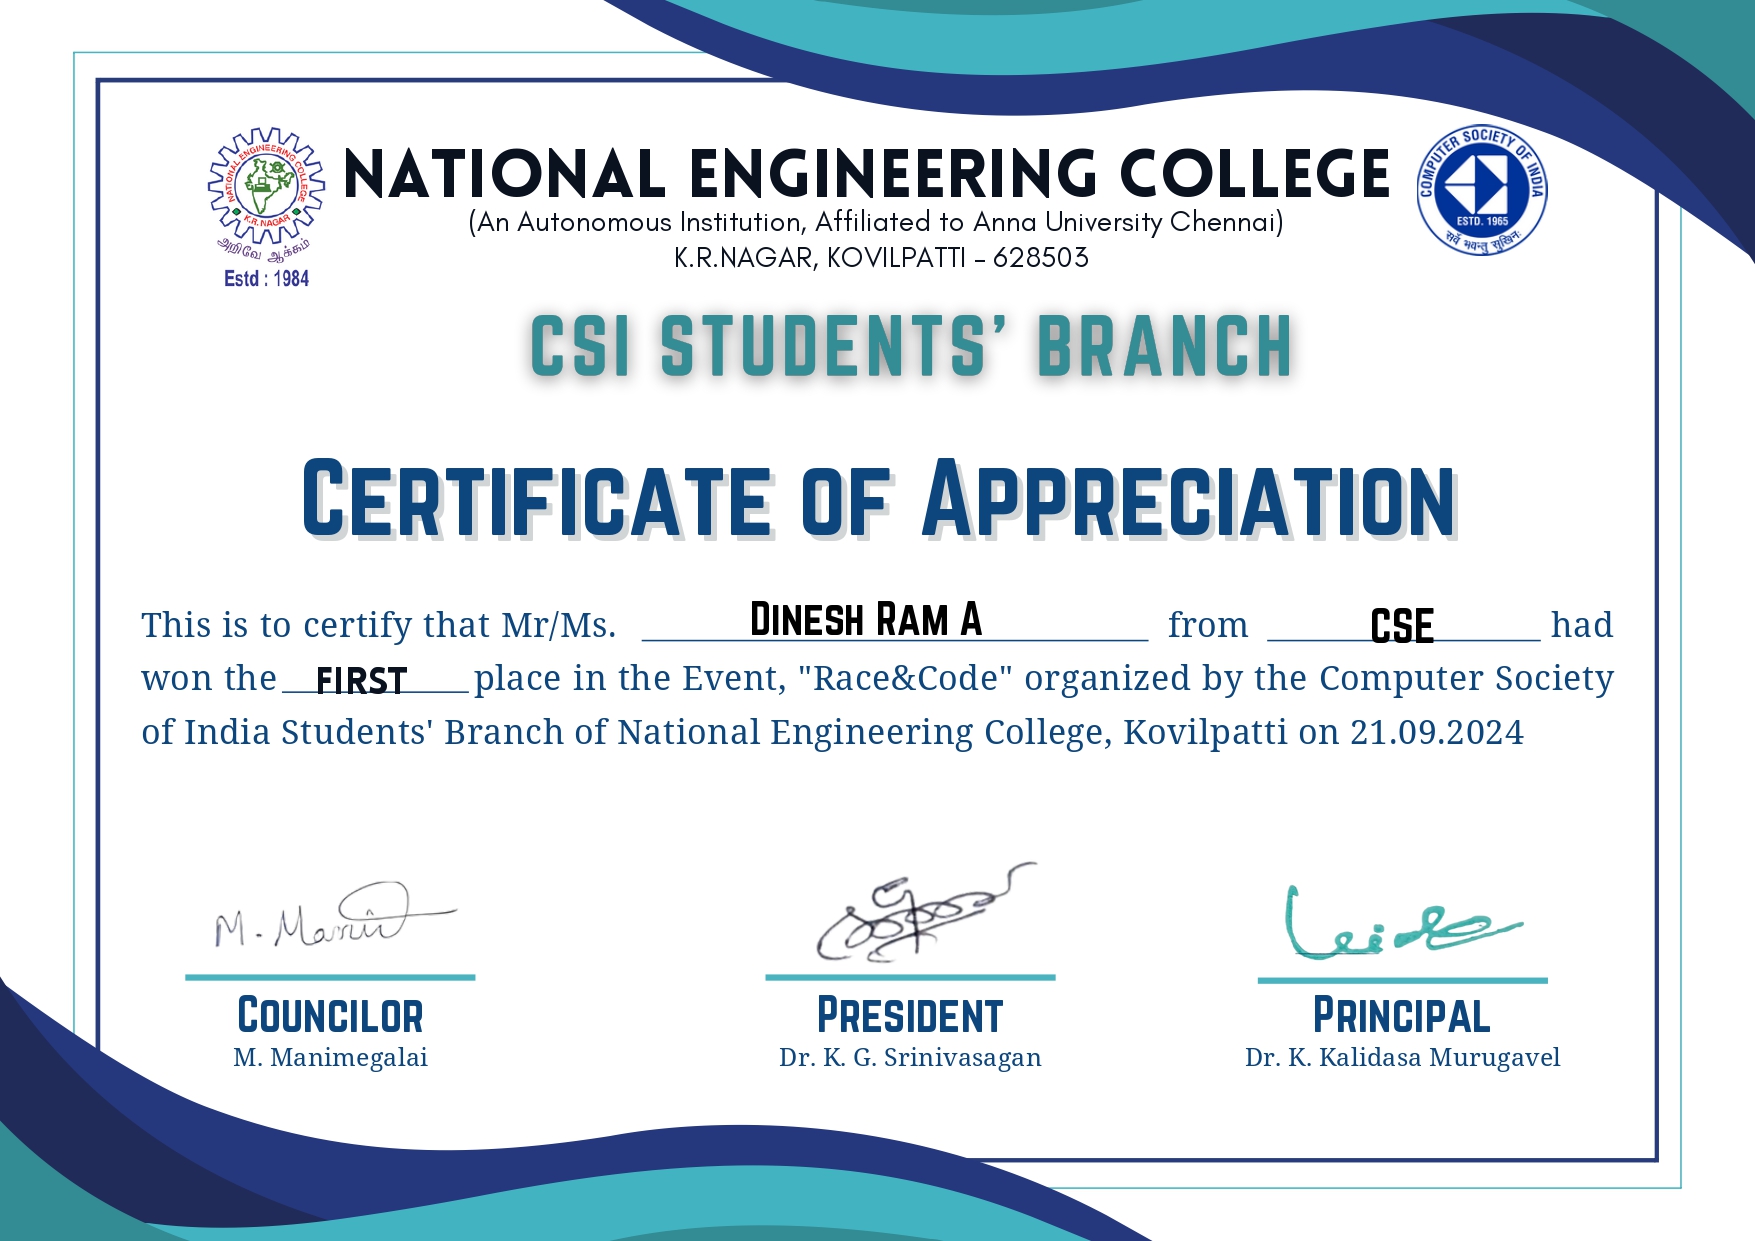 NATIONAL ENGINEERING COLLEGE
(An Autonomous Institution, Affiliated to Anna University Chennai)
K.R.NAGAR, KOVILPATTI - 628503
NATIONAL ENGINEERING COLLEGE
K.R. NAGAR
அறிவே ஆக்கம்
Estd : 1984
COMPUTER SOCIETY OF INDIA
ESTD. 1965
सर्वे भवन्तु सुखिनः
CSI STUDENTS' BRANCH
CERTIFICATE OF APPRECIATION
This is to certify that Mr/Ms. DINESH RAM A from CSE had
won the FIRST place in the Event, "Race&Code" organized by the Computer Society
of India Students' Branch of National Engineering College, Kovilpatti on 21.09.2024
COUNCILOR
M. Manimegalai
PRESIDENT
Dr. K. G. Srinivasagan
PRINCIPAL
Dr. K. Kalidasa Murugavel